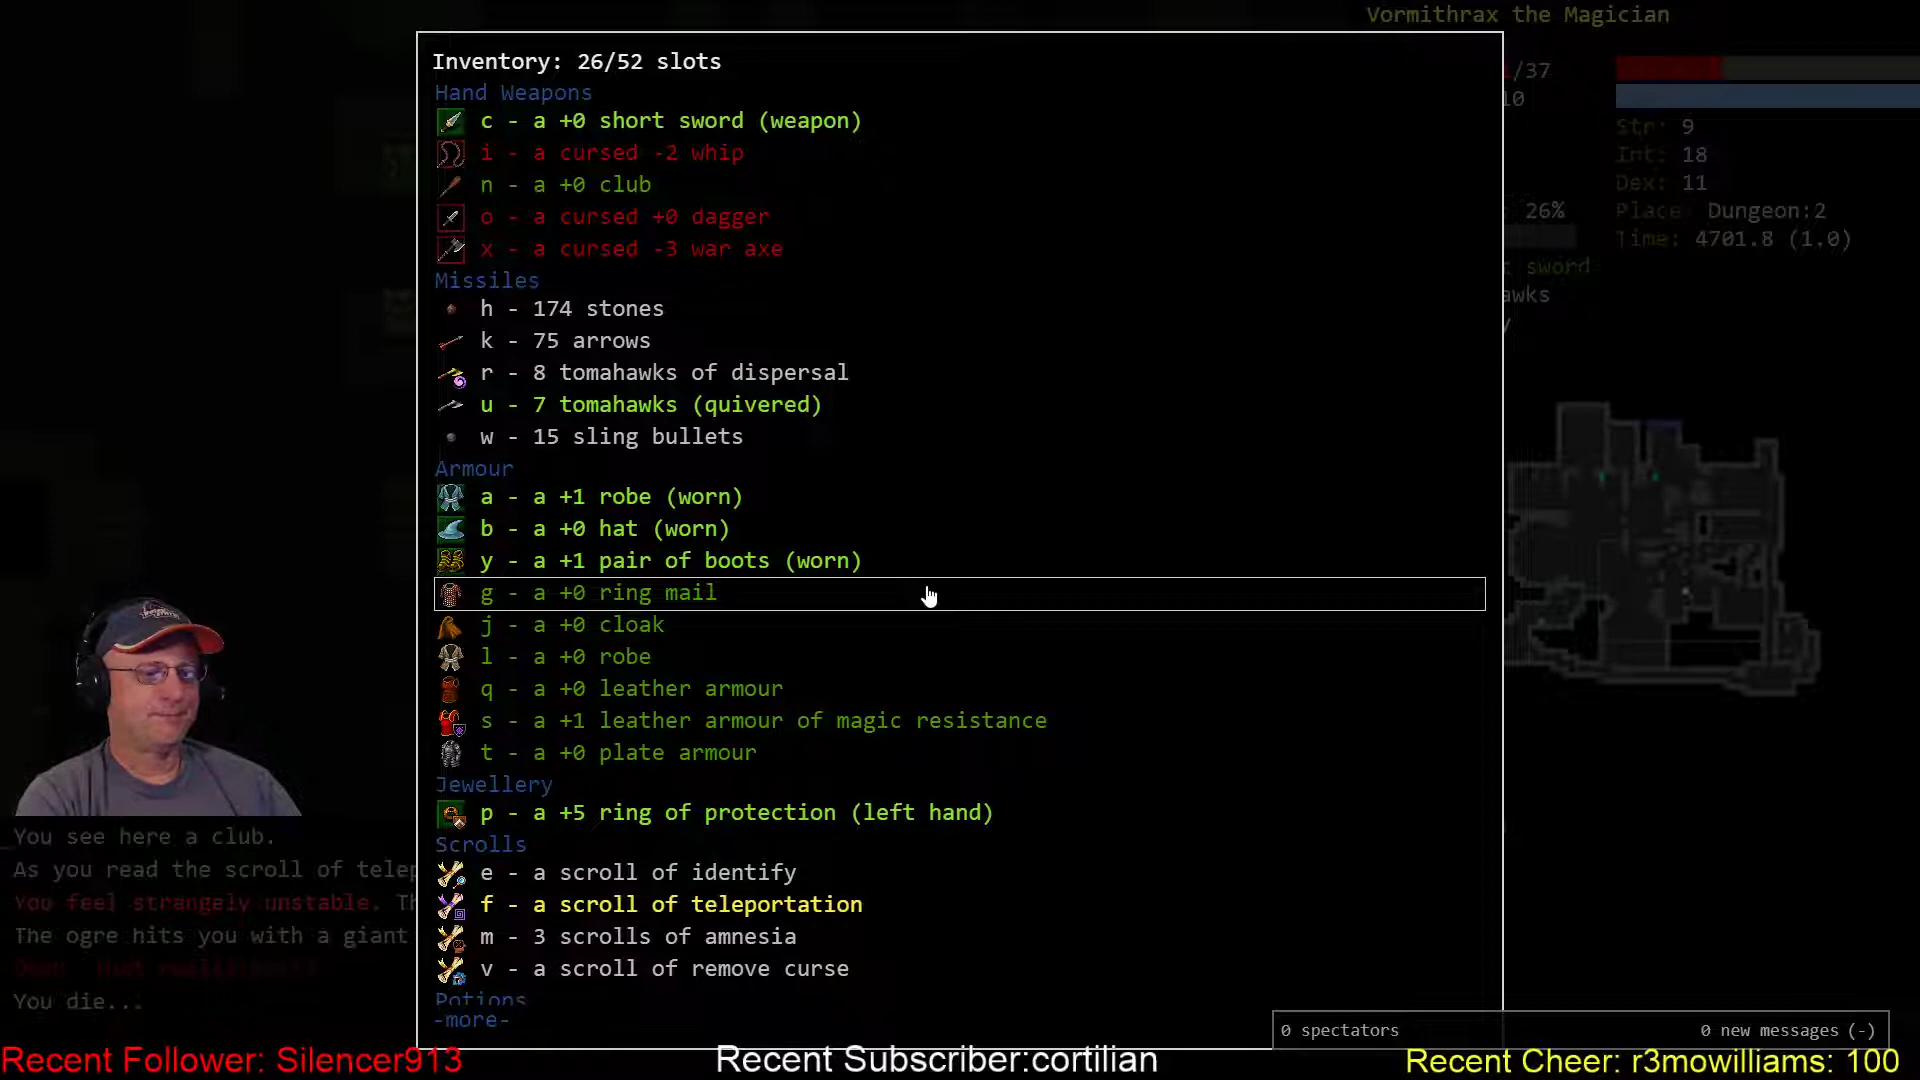 Vormithrax the Magician
Inventory: 26/52 slots
/37
Hand Weapons
10
c - a +0 short sword (weapon)
Str: 9
i - a cursed -2 whip
Int: 18
n - a +0 club
Dex: 11
o - a cursed +0 dagger
26%
Place: Dungeon:2
x - a cursed -3 war axe
Time: 4701.8 (1.0)
Missiles
sword
h - 174 stones
awks
k - 75 arrows
r - 8 tomahawks of dispersal
u - 7 tomahawks (quivered)
w - 15 sling bullets
Armour
a - a +1 robe (worn)
b - a +0 hat (worn)
y - a +1 pair of boots (worn)
g - a +0 ring mail
j - a +0 cloak
l - a +0 robe
q - a +0 leather armour
s - a +1 leather armour of magic resistance
t - a +0 plate armour
Jewellery
p - a +5 ring of protection (left hand)
Scrolls
e - a scroll of identify
f - a scroll of teleportation
m - 3 scrolls of amnesia
v - a scroll of remove curse
Potions
-more-
You see here a club.
As you read the scroll of telep
You feel strangely unstable. Th
The ogre hits you with a giant
You die...
0 spectators
0 new messages (-)
Recent Follower: Silencer913
Recent Subscriber:cortilian
Recent Cheer: r3mowilliams: 100